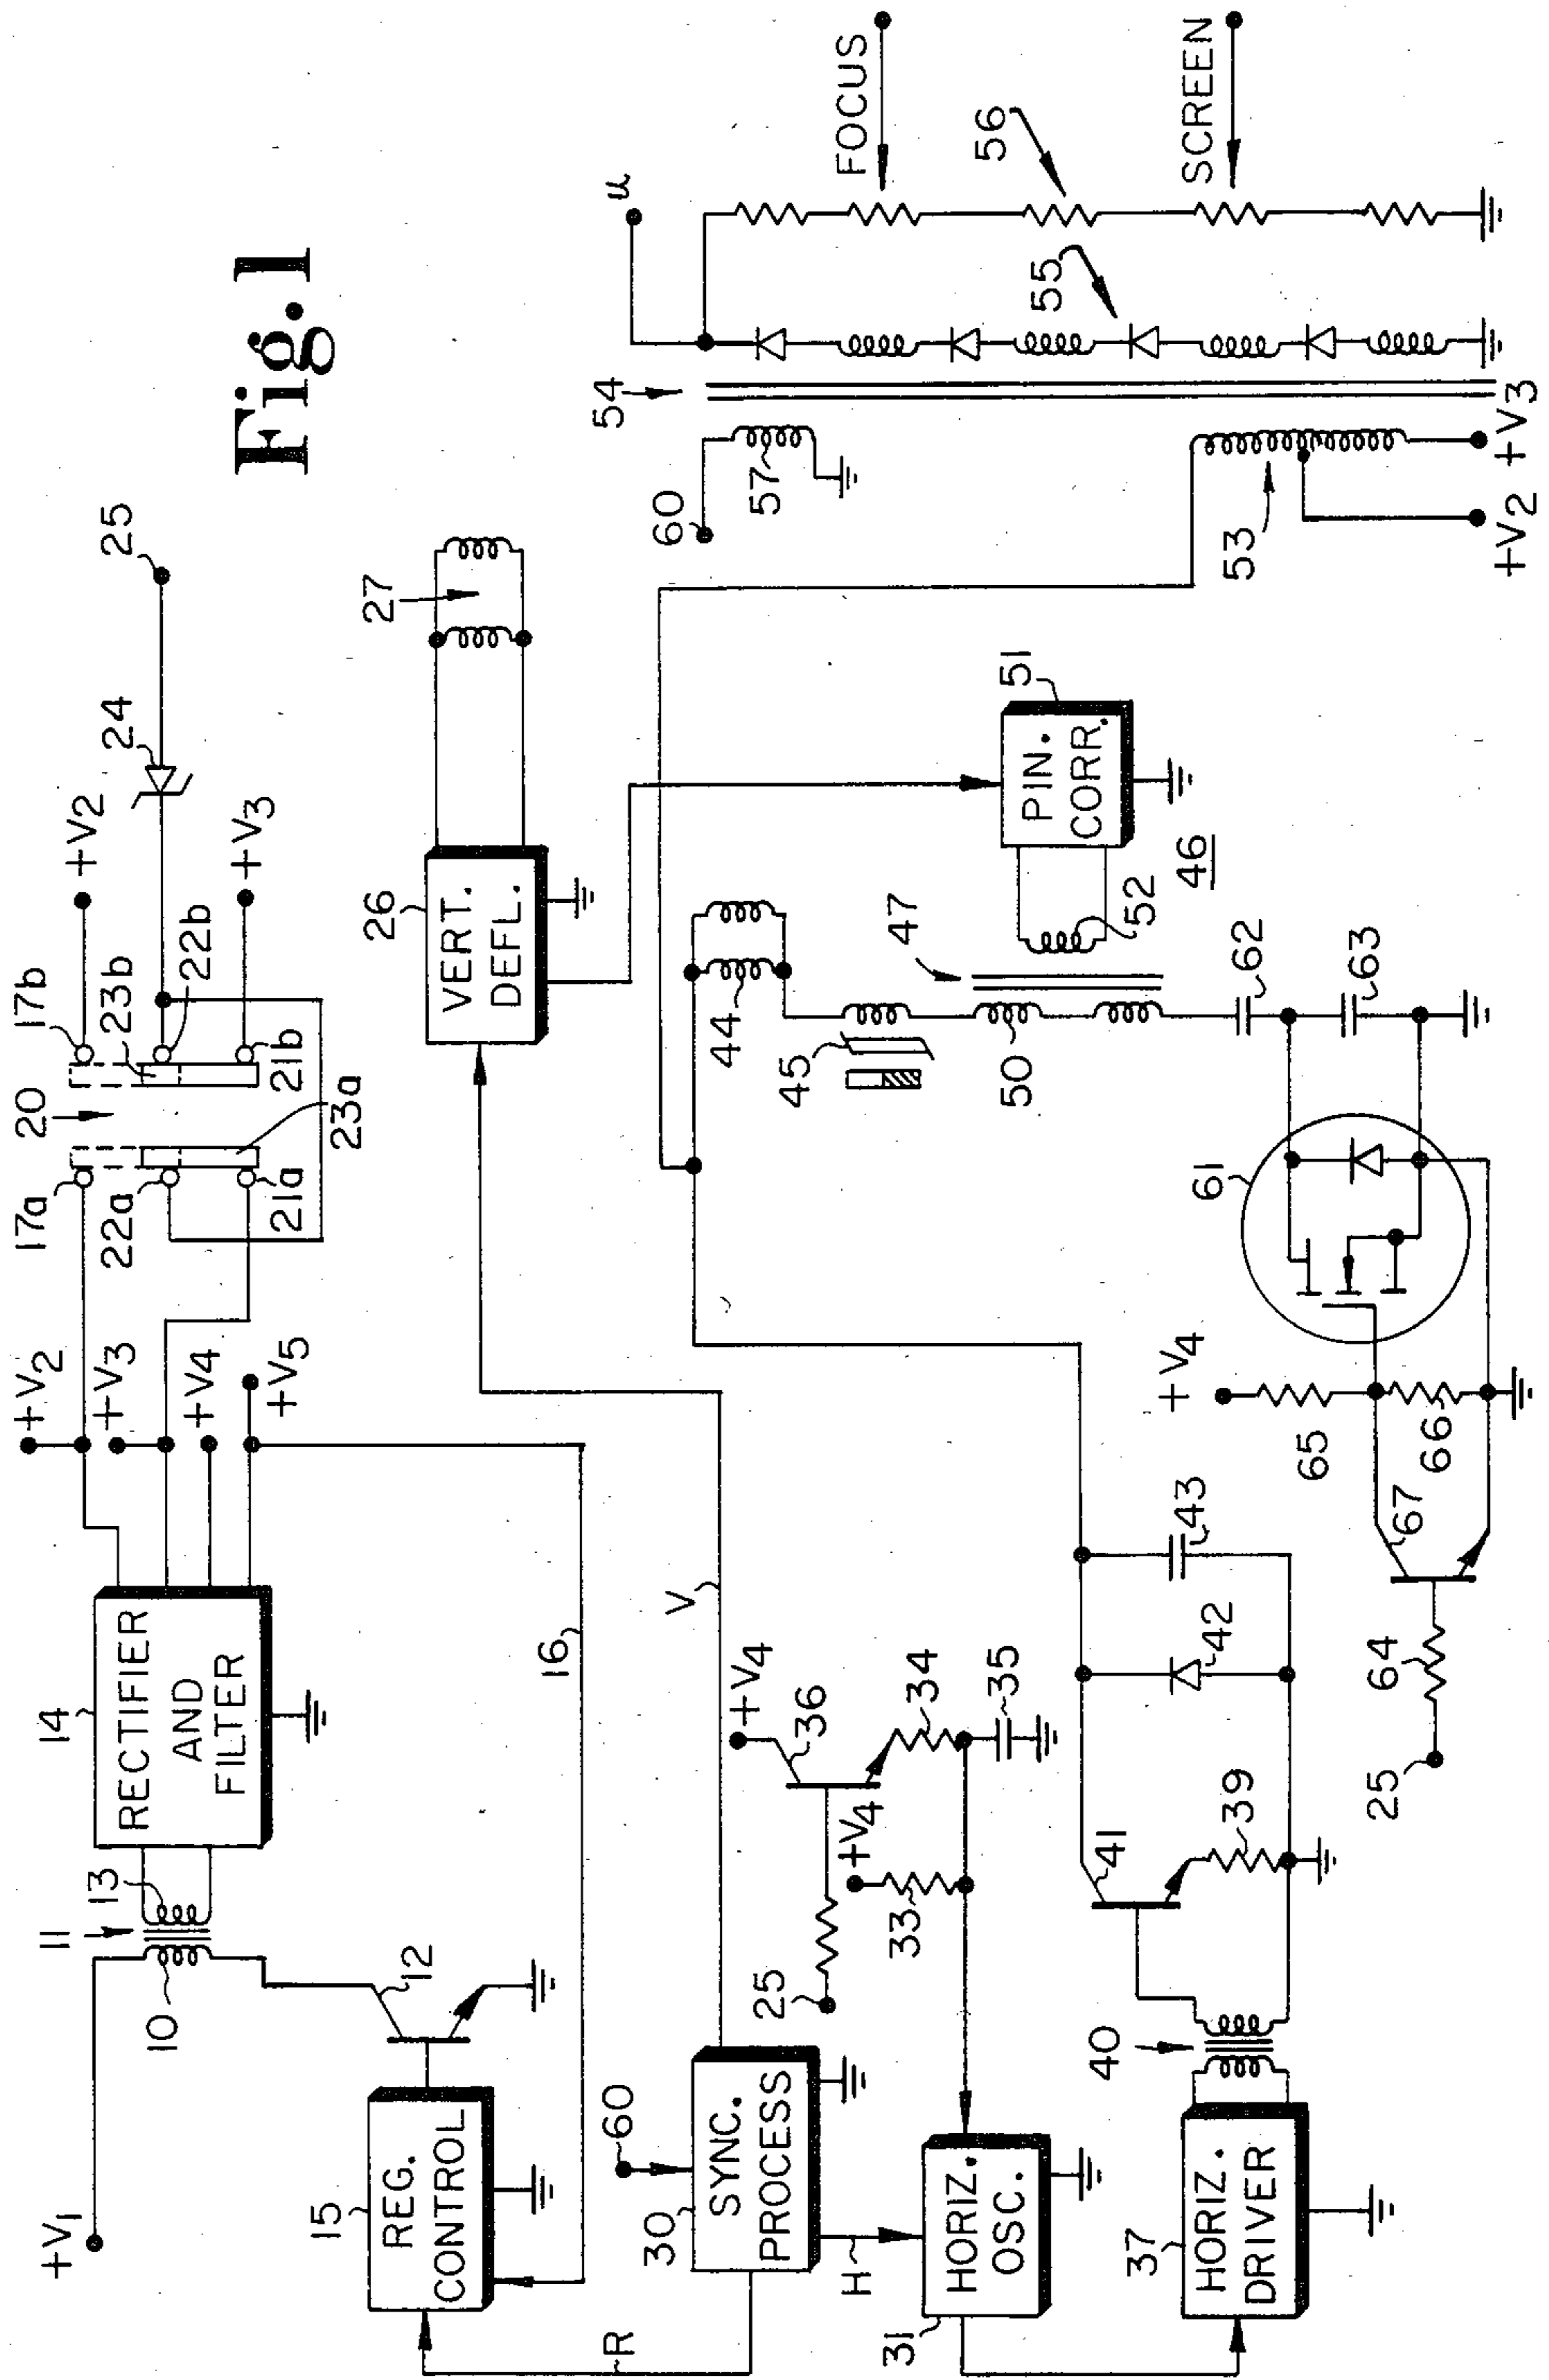 Fig. 1
+V1
10
11
13
14
RECTIFIER
AND
FILTER
+V2
+V3
+V4
+V5
16
12
15
REG.
CONTROL
R
17a
22a
21a
20
17b
23b
22b
21b
23a
+V2
+V3
24
25
26
VERT.
DEFL.
27
V
60
30
SYNC.
PROCESS
H
31
HORIZ.
OSC.
25
+V4
36
+V4
33
34
35
37
HORIZ.
DRIVER
40
41
39
42
43
44
45
47
50
52
46
51
PIN.
CORR.
62
63
61
+V4
65
66
67
64
25
60
57
54
53
+V2
+V3
55
u
56
FOCUS
SCREEN